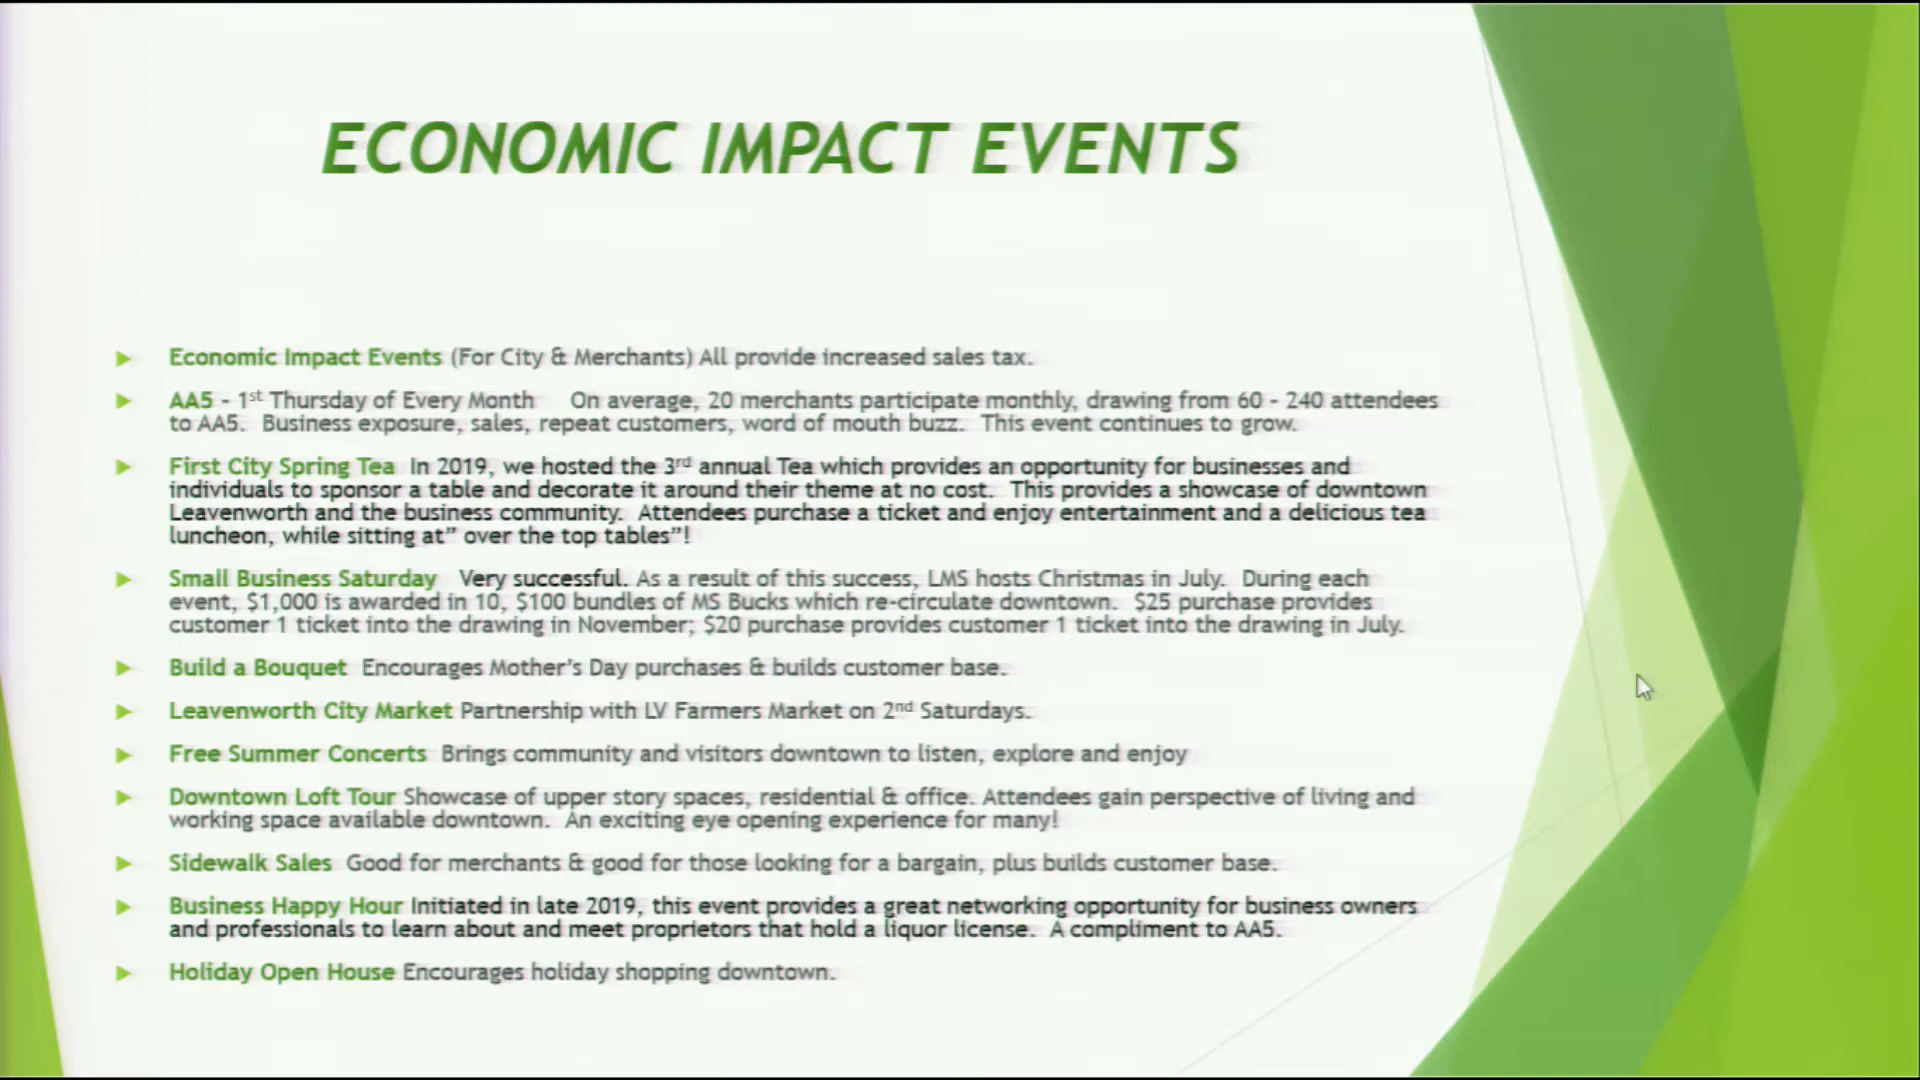 ECONOMIC IMPACT EVENTS
Economic Impact Events (For City & Merchants) All provide increased sales tax.
AA5 - 1st Thursday of Every Month On average, 20 merchants participate monthly, drawing from 60 - 240 attendees
to AA5. Business exposure, sales, repeat customers, word of mouth buzz. This event continues to grow.
First City Spring Tea In 2019, we hosted the 3rd annual Tea which provides an opportunity for businesses and
individuals to sponsor a table and decorate it around their theme at no cost. This provides a showcase of downtown
Leavenworth and the business community. Attendees purchase a ticket and enjoy entertainment and a delicious tea
luncheon, while sitting at” over the top tables”!
Small Business Saturday Very successful. As a result of this success, LMS hosts Christmas in July. During each
event, $1,000 is awarded in 10, $100 bundles of MS Bucks which re-circulate downtown. $25 purchase provides
customer 1 ticket into the drawing in November; $20 purchase provides customer 1 ticket into the drawing in July.
Build a Bouquet Encourages Mother’s Day purchases & builds customer base.
Leavenworth City Market Partnership with LV Farmers Market on 2nd Saturdays.
Free Summer Concerts Brings community and visitors downtown to listen, explore and enjoy
Downtown Loft Tour Showcase of upper story spaces, residential & office. Attendees gain perspective of living and
working space available downtown. An exciting eye opening experience for many!
Sidewalk Sales Good for merchants & good for those looking for a bargain, plus builds customer base.
Business Happy Hour Initiated in late 2019, this event provides a great networking opportunity for business owners
and professionals to learn about and meet proprietors that hold a liquor license. A compliment to AA5.
Holiday Open House Encourages holiday shopping downtown.